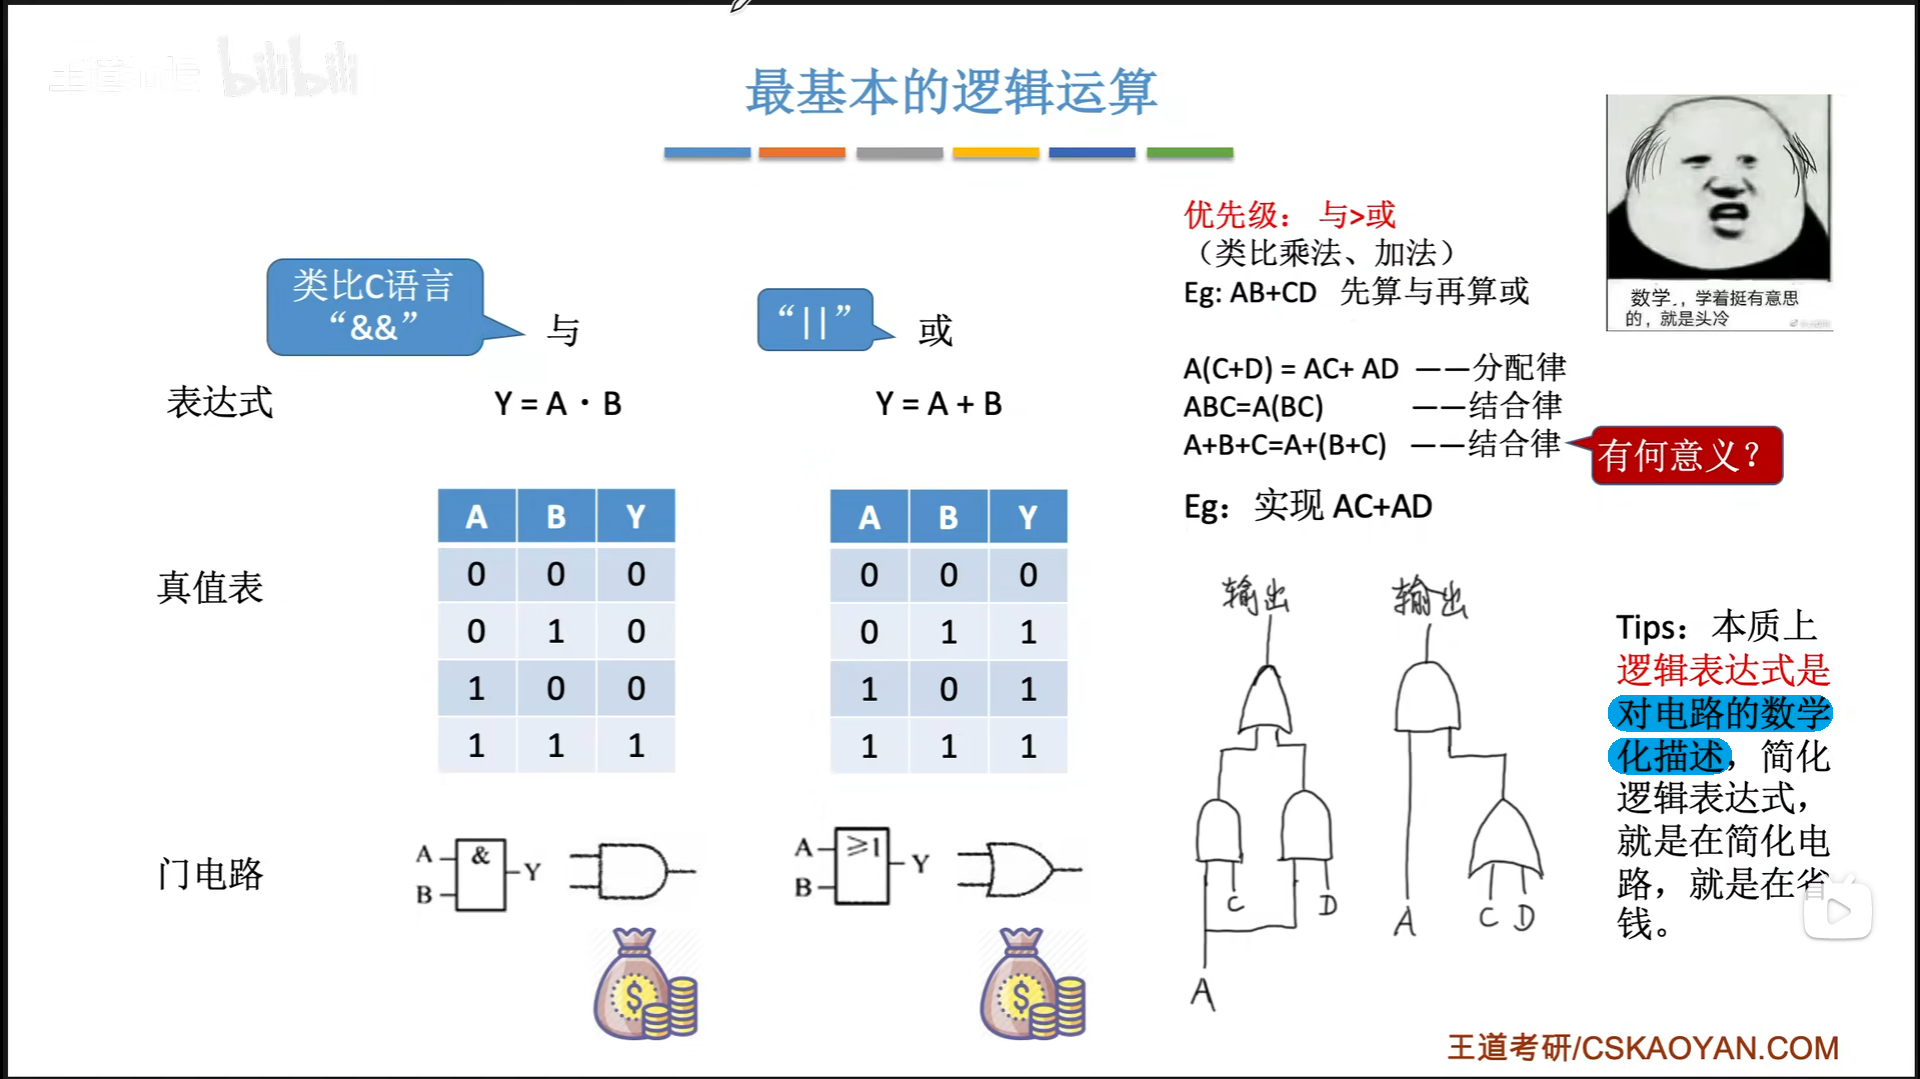 bilibili
最基本的逻辑运算
优先级： 与>或
（类比乘法、加法）
Eg: AB+CD 先算与再算或
数学.，学着挺有意思
的，就是头冷
类比C语言
“&&”
与
“||”
或
表达式
Y = A · B
Y = A + B
A(C+D) = AC+ AD ——分配律
ABC=A(BC) ——结合律
A+B+C=A+(B+C) ——结合律
有何意义？
Eg：实现 AC+AD
真值表
A B Y
0 0 0
0 1 0
1 0 0
1 1 1
A B Y
0 0 0
0 1 1
1 0 1
1 1 1
输出
输出
C
D
A
A
C D
Tips：本质上
逻辑表达式是
对电路的数学
化描述，简化
逻辑表达式，
就是在简化电
路，就是在省
钱。
门电路
A
&
Y
B
A
≥1
Y
B
$
$
王道考研/CSKAOYAN.COM